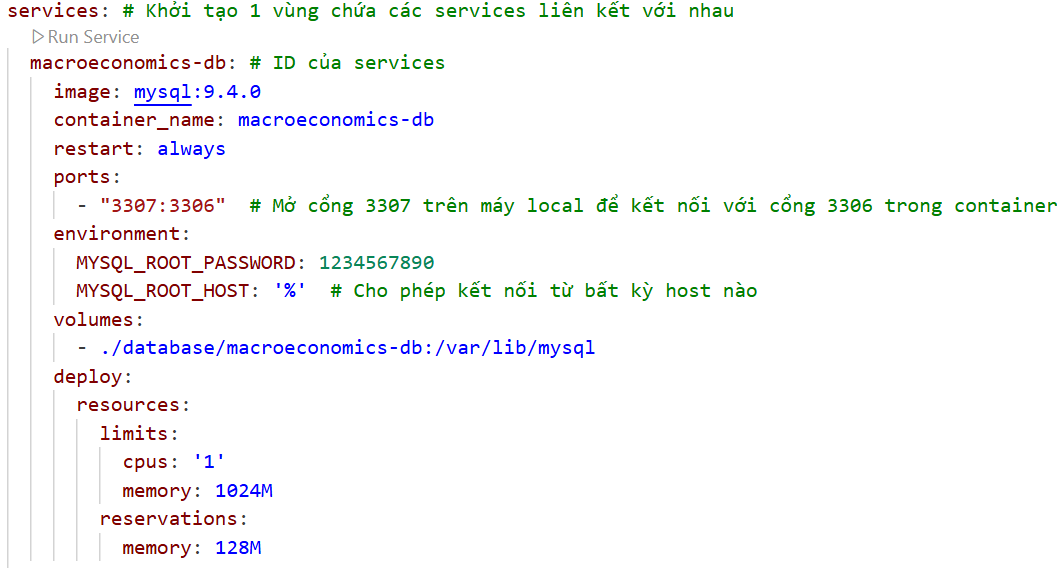 services: # Khởi tạo 1 vùng chứa các services liên kết với nhau
▷Run Service
macroeconomics-db: # ID của services
image: mysql:9.4.0
container_name: macroeconomics-db
restart: always
ports:
- "3307:3306"  # Mở cổng 3307 trên máy local để kết nối với cổng 3306 trong container
environment:
MYSQL_ROOT_PASSWORD: 1234567890
MYSQL_ROOT_HOST: '%'  # Cho phép kết nối từ bất kỳ host nào
volumes:
- ./database/macroeconomics-db:/var/lib/mysql
deploy:
resources:
limits:
cpus: '1'
memory: 1024M
reservations:
memory: 128M